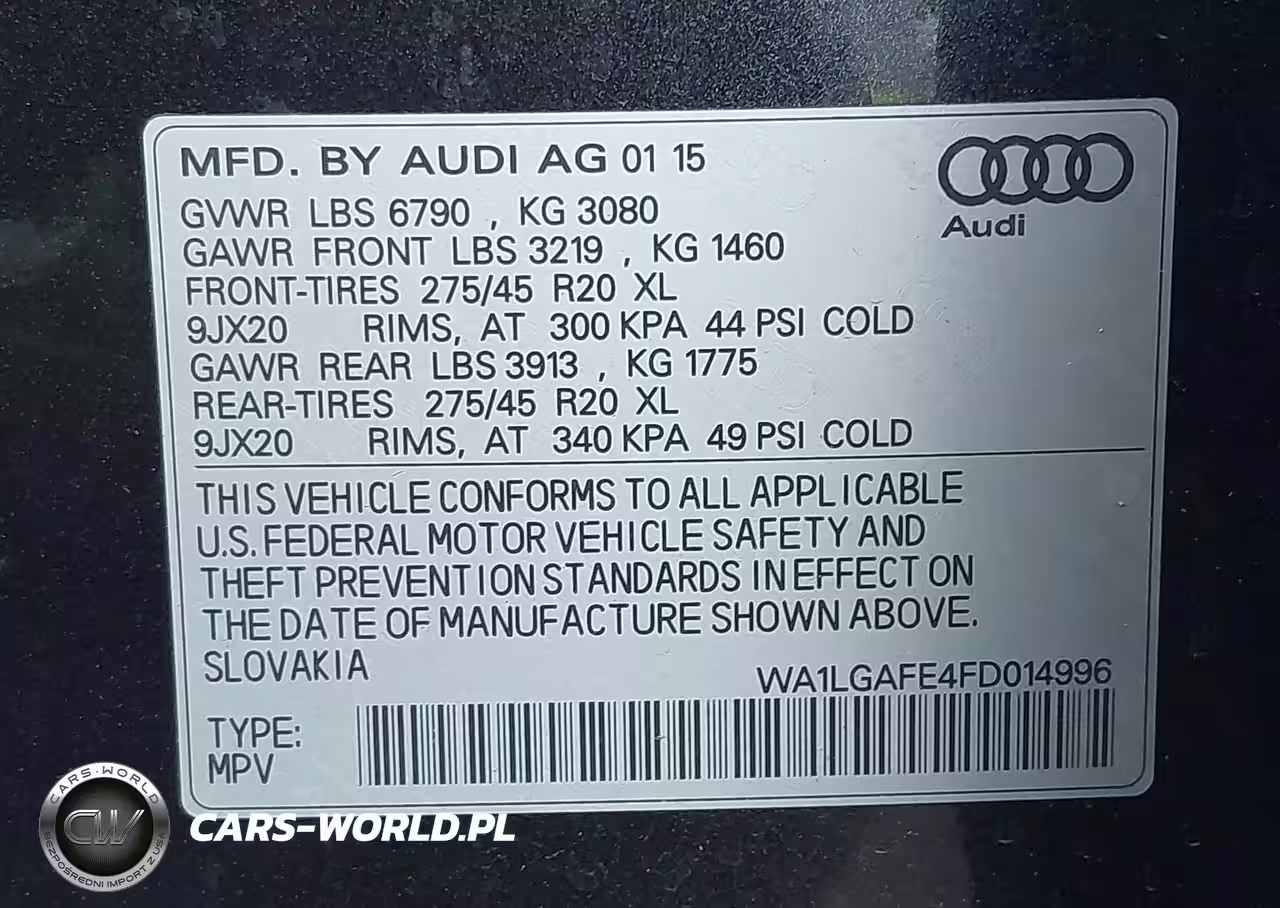 MFD. BY AUDI AG 01 15
Audi
GVWR LBS 6790 , KG 3080
GAWR FRONT LBS 3219 , KG 1460
FRONT-TIRES 275/45 R20 XL
9JX20 RIMS, AT 300 KPA 44 PSI COLD
GAWR REAR LBS 3913 , KG 1775
REAR-TIRES 275/45 R20 XL
9JX20 RIMS, AT 340 KPA 49 PSI COLD
THIS VEHICLE CONFORMS TO ALL APPLICABLE
U.S. FEDERAL MOTOR VEHICLE SAFETY AND
THEFT PREVENTION STANDARDS IN EFFECT ON
THE DATE OF MANUFACTURE SHOWN ABOVE.
SLOVAKIA
WA1LGAFE4FD014996
TYPE:
MPV
CARS-WORLD
CW
BEZPOŚREDNI IMPORT Z USA
CARS-WORLD.PL